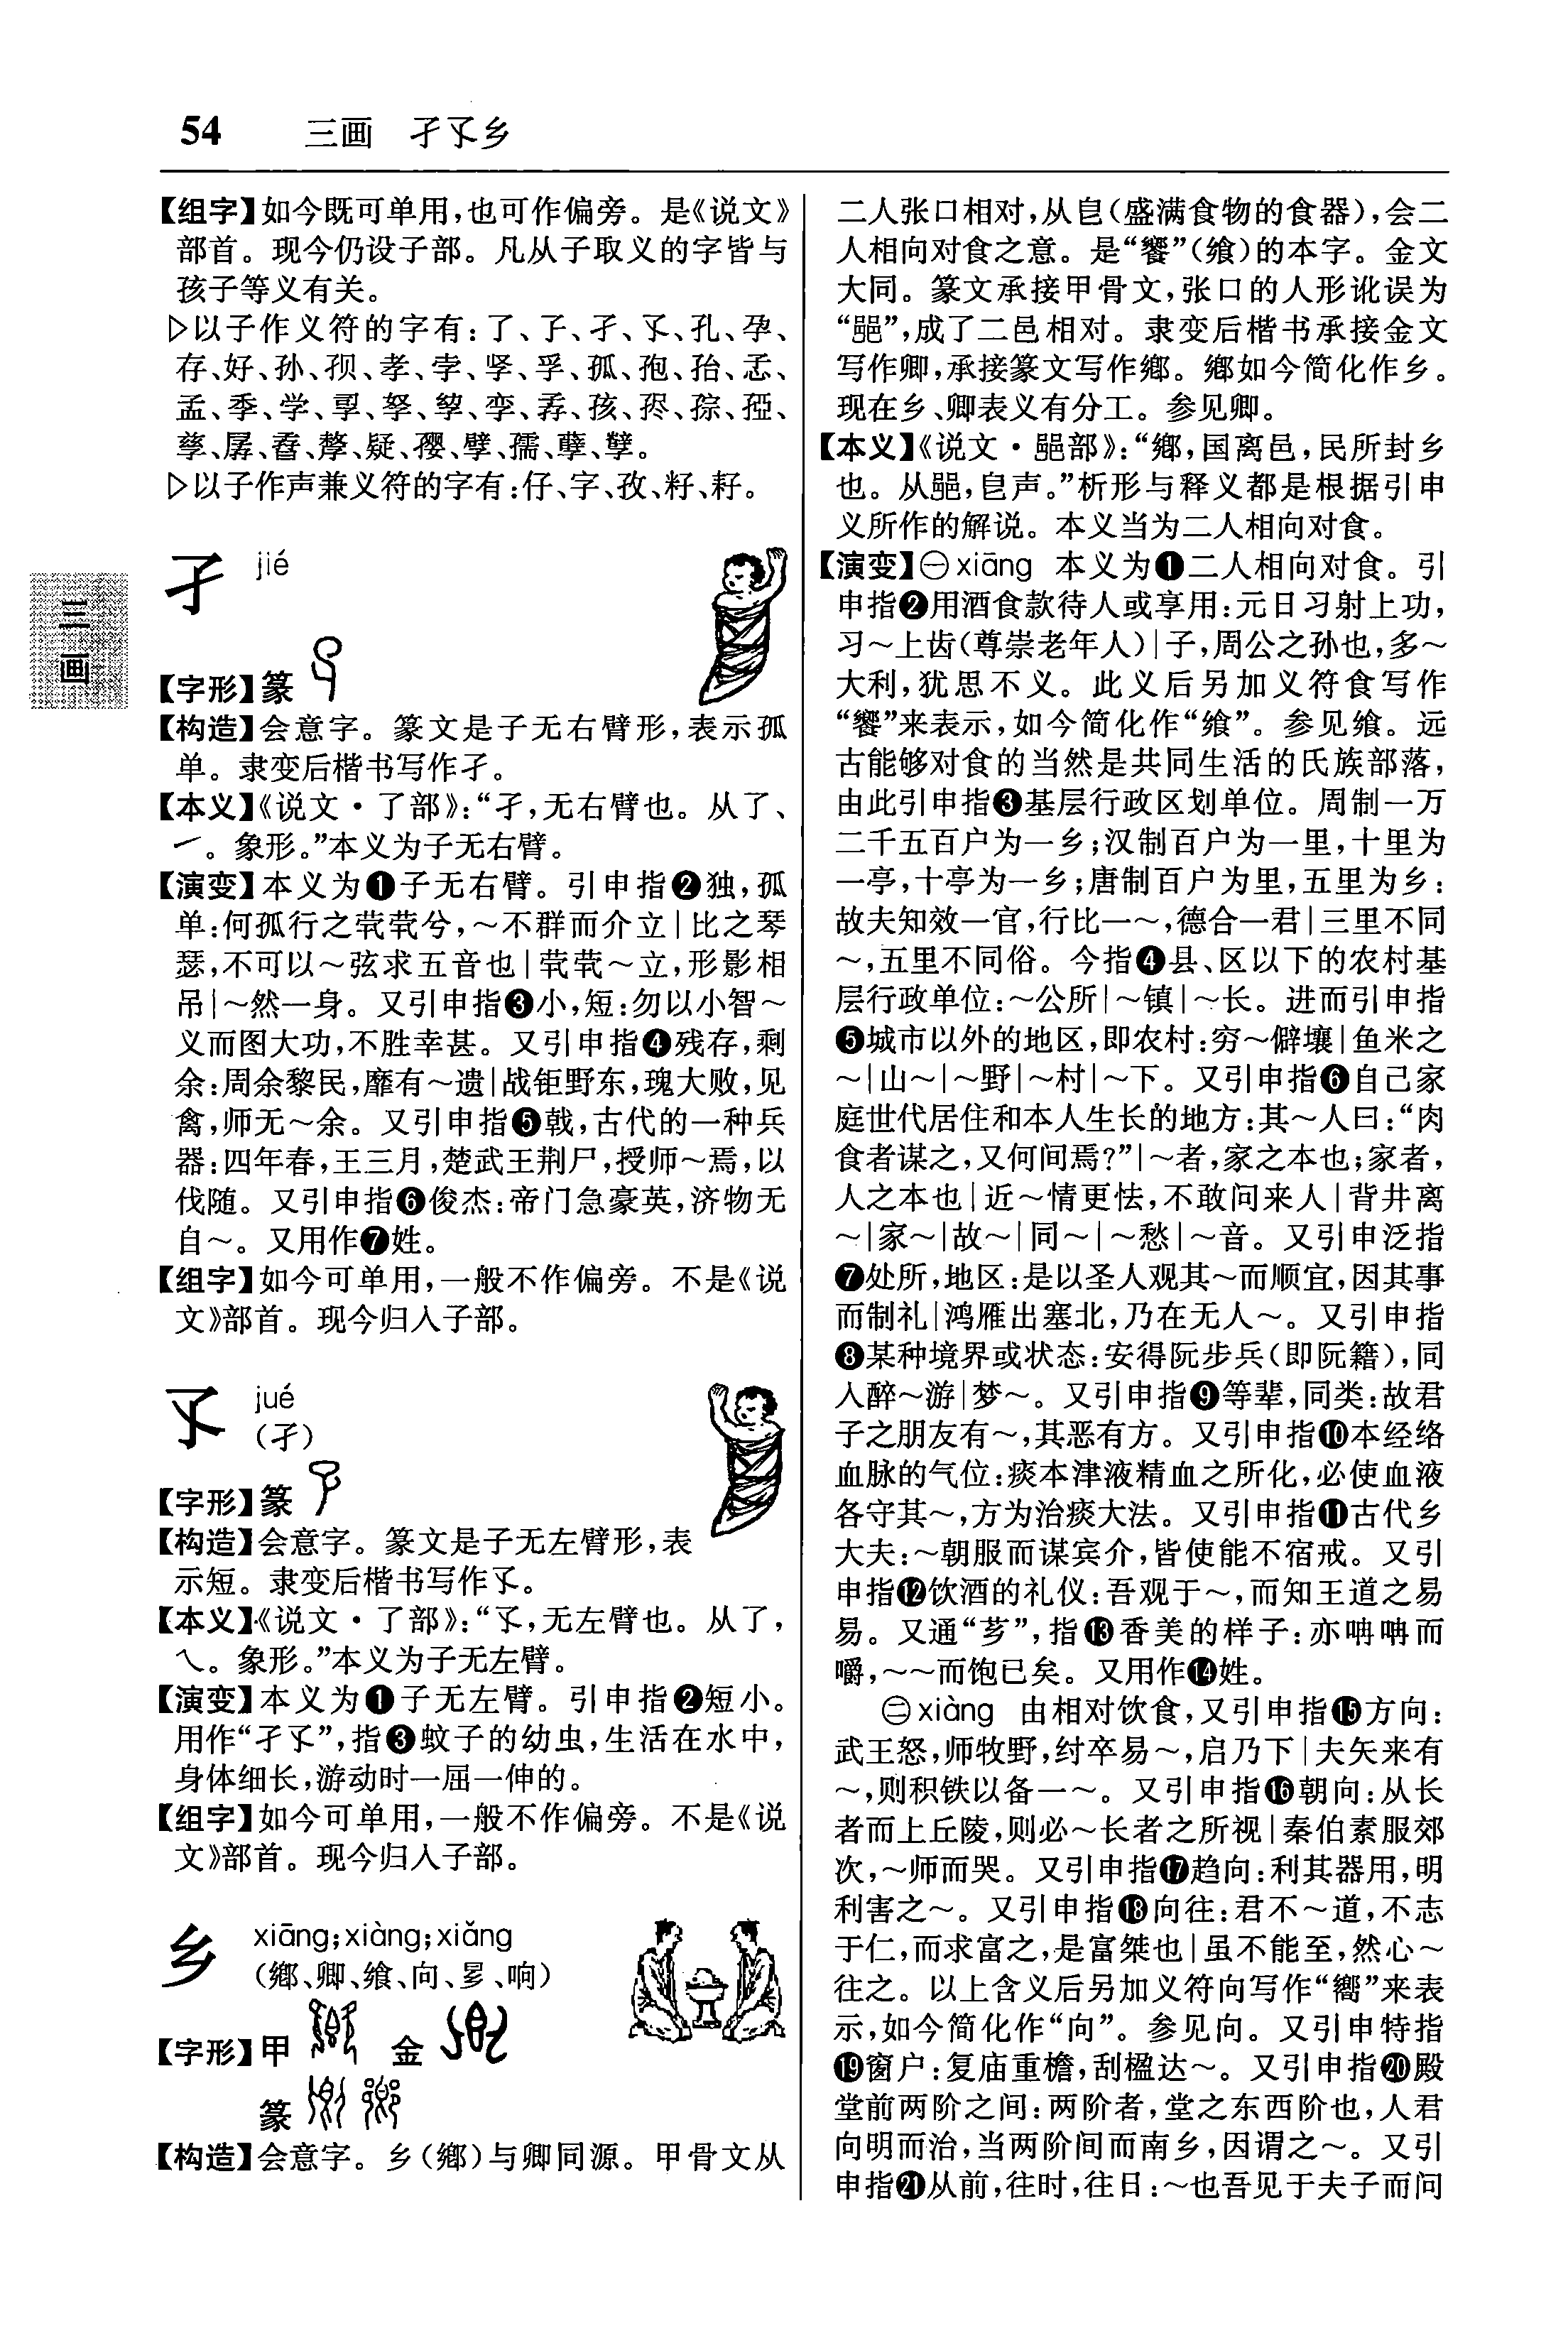 54 三画 孑孓乡
【组字】如今既可单用,也可作偏旁。是《说文》
部首。现今仍设子部。凡从子取义的字皆与
孩子等义有关。
▷以子作义符的字有:了、孑、孓、孔、孕、
存、好、孙、孝、孛、孚、孤、孢、孟、季、学、孥、孪、孩、
孳、孱、疑、孺、孽。
▷以子作声兼义符的字有:仔、字、孜、籽、耔。
三画
孑 jié
【字形】篆
【构造】会意字。篆文是子无右臂形,表示孤
单。隶变后楷书写作孑。
【本义】《说文·了部》:“孑,无右臂也。从了、
㇀。象形。”本义为子无右臂。
【演变】本义为❶子无右臂。引申指❷独,孤
单:何孤行之茕茕兮,～不群而介立|比之琴
瑟,不可以～弦求五音也|茕茕～立,形影相
吊|～然一身。又引申指❸小,短:勿以小智～
义而图大功,不胜幸甚。又引申指❹残存,剩
余:周余黎民,靡有～遗|战钜野东,瑰大败,见
禽,师无～余。又引申指❺戟,古代的一种兵
器:四年春,王三月,楚武王荆尸,授师～焉,以
伐随。又引申指❻俊杰:帝门急豪英,济物无
自～。又用作❼姓。
【组字】如今可单用,一般不作偏旁。不是《说
文》部首。现今归入子部。
孓 jué
(孑)
【字形】篆
【构造】会意字。篆文是子无左臂形,表
示短。隶变后楷书写作孓。
【本义】《说文·了部》:“孓,无左臂也。从了,
㇏。象形。”本义为子无左臂。
【演变】本义为❶子无左臂。引申指❷短小。
用作“孑孓”,指❸蚊子的幼虫,生活在水中,
身体细长,游动时一屈一伸的。
【组字】如今可单用,一般不作偏旁。不是《说
文》部首。现今归入子部。
乡 xiāng;xiàng;xiǎng
(鄉、卿、飨、向、响)
【字形】甲 金
篆
【构造】会意字。乡(鄉)与卿同源。甲骨文从
二人张口相对,从皀(盛满食物的食器),会二
人相向对食之意。是“饗”(飨)的本字。金文
大同。篆文承接甲骨文,张口的人形讹误为
“𨛜”,成了二邑相对。隶变后楷书承接金文
写作卿,承接篆文写作鄉。鄉如今简化作乡。
现在乡、卿表义有分工。参见卿。
【本义】《说文·𨛜部》:“鄉,国离邑,民所封乡
也。从𨛜,皀声。”析形与释义都是根据引申
义所作的解说。本义当为二人相向对食。
【演变】㊀xiāng 本义为❶二人相向对食。引
申指❷用酒食款待人或享用:元日习射上功,
习～上齿(尊崇老年人)|子,周公之孙也,多～
大利,犹思不义。此义后另加义符食写作
“饗”来表示,如今简化作“飨”。参见飨。远
古能够对食的当然是共同生活的氏族部落,
由此引申指❸基层行政区划单位。周制一万
二千五百户为一乡;汉制百户为一里,十里为
一亭,十亭为一乡;唐制百户为里,五里为乡:
故夫知效一官,行比一～,德合一君|三里不同
～,五里不同俗。今指❹县、区以下的农村基
层行政单位:～公所|～镇|～长。进而引申指
❺城市以外的地区,即农村:穷～僻壤|鱼米之
～|山～|～野|～村|～下。又引申指❻自己家
庭世代居住和本人生长的地方:其～人曰:“肉
食者谋之,又何间焉?”|～者,家之本也;家者,
人之本也|近～情更怯,不敢问来人|背井离
～|家～|故～|同～|～愁|～音。又引申泛指
❼处所,地区:是以圣人观其～而顺宜,因其事
而制礼|鸿雁出塞北,乃在无人～。又引申指
❽某种境界或状态:安得阮步兵(即阮籍),同
人醉～游|梦～。又引申指❾等辈,同类:故君
子之朋友有～,其恶有方。又引申指❿本经络
血脉的气位:痰本津液精血之所化,必使血液
各守其～,方为治痰大法。又引申指⓫古代乡
大夫:～朝服而谋宾介,皆使能不宿戒。又引
申指⓬饮酒的礼仪:吾观于～,而知王道之易
易。又通“芗”,指⓭香美的样子:亦呥呥而
嚼,～～而饱已矣。又用作⓮姓。
㊁xiàng 由相对饮食,又引申指⓯方向:
武王怒,师牧野,纣卒易～,启乃下|夫矢来有
～,则积铁以备一～。又引申指⓰朝向:从长
者而上丘陵,则必～长者之所视|秦伯素服郊
次,～师而哭。又引申指⓱趋向:利其器用,明
利害之～。又引申指⓲向往:君不～道,不志
于仁,而求富之,是富桀也|虽不能至,然心～
往之。以上含义后另加义符向写作“嚮”来表
示,如今简化作“向”。参见向。又引申特指
⓳窗户:复庙重檐,刮楹达～。又引申指⓴殿
堂前两阶之间:两阶者,堂之东西阶也,人君
向明而治,当两阶间而南乡,因谓之～。又引
申指㉑从前,往时,往日:～也吾见于夫子而问